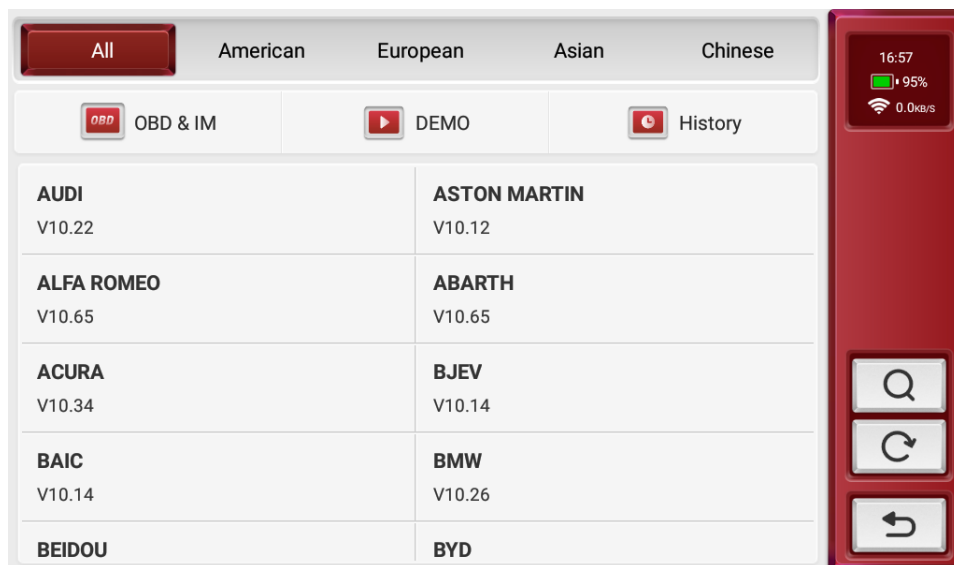 All American European Asian Chinese
16:57
95%
0.0KB/S
OBD OBD & IM DEMO History
AUDI ASTON MARTIN
V10.22 V10.12
ALFA ROMEO ABARTH
V10.65 V10.65
ACURA BJEV
V10.34 V10.14
BAIC BMW
V10.14 V10.26
BEIDOU BYD